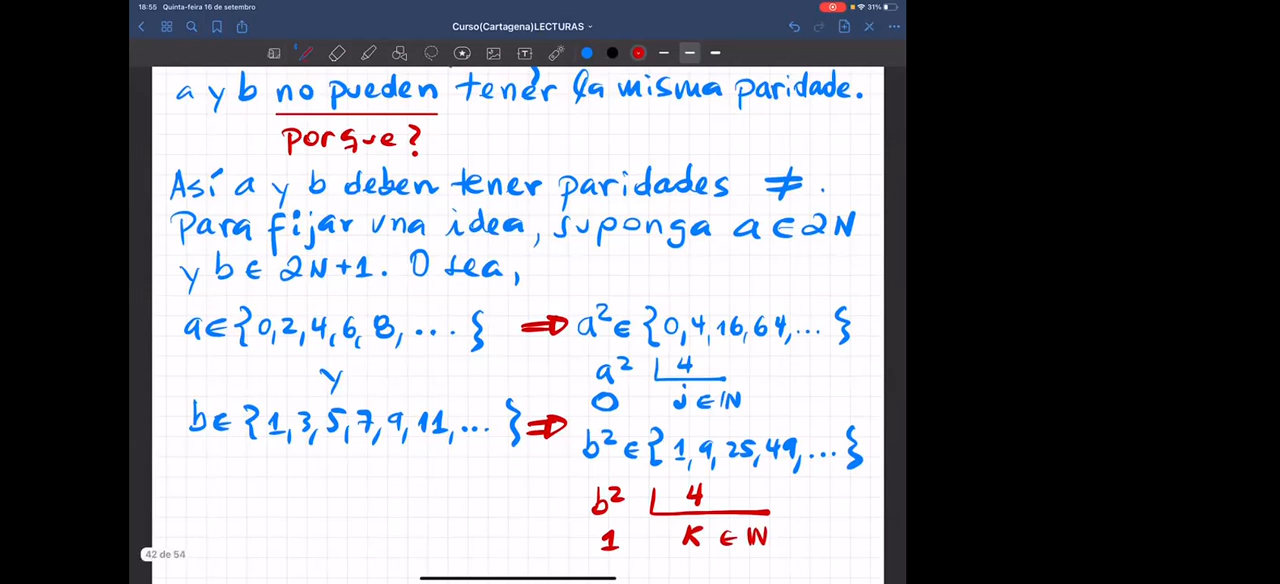 18:55 Quinta-feira 16 de setembro
31%
Curso(Cartagena)LECTURAS
a y b no pueden tener la misma paridade.
porque?
Así a y b deben tener paridades ≠.
Para fijar una idea, suponga a ∈ 2N
y b ∈ 2N+1. O sea,
a ∈ {0,2,4,6,8,...} ⇒ a² ∈ {0,4,16,64,...}
a² 4
y
0 j ∈ IN
b ∈ {1,3,5,7,9,11,...} ⇒
b² ∈ {1,9,25,49,...}
b² 4
1 K ∈ IN
42 de 54